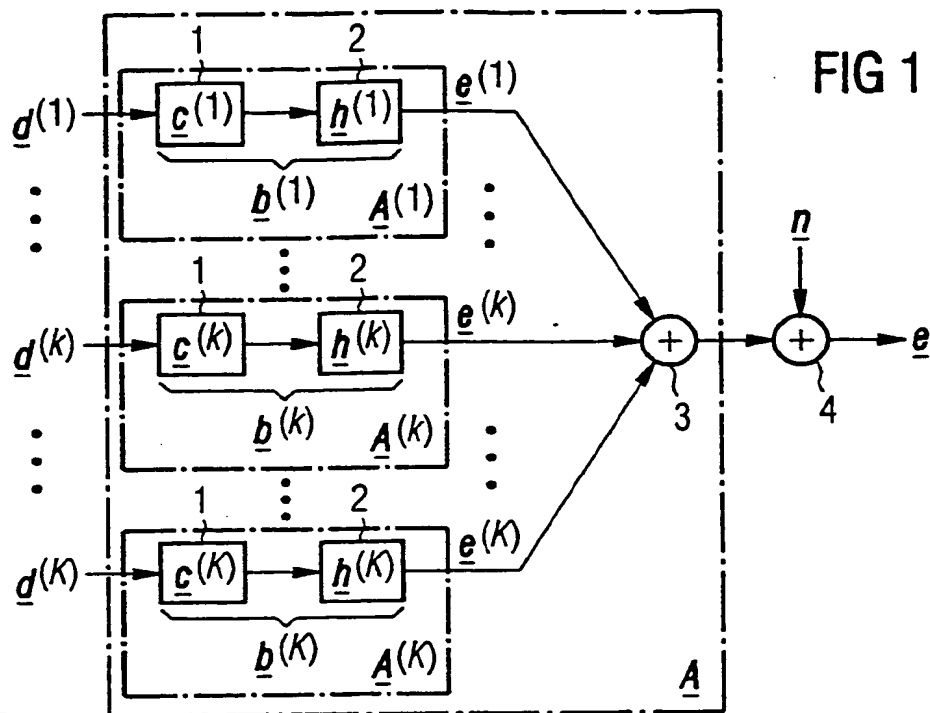 FIG 1
1 2
d(1) c(1) h(1) e(1)
b(1) A(1)
n
1 2
d(k) c(k) h(k) e(k) + + e
3 4
b(k) A(k)
1 2
d(K) c(K) h(K) e(K)
b(K) A(K)
A